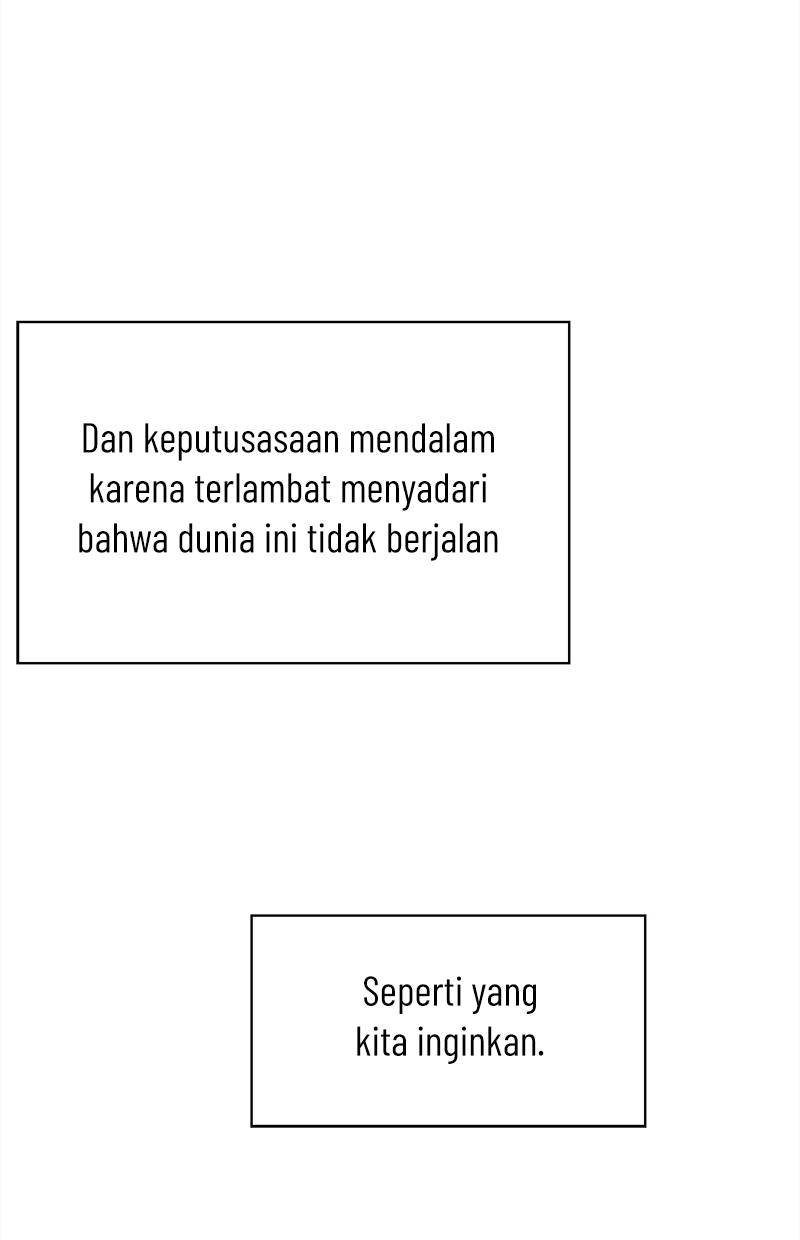 Dan keputusasaan mendalam
karena terlambat menyadari
bahwa dunia ini tidak berjalan
Seperti yang
kita inginkan.